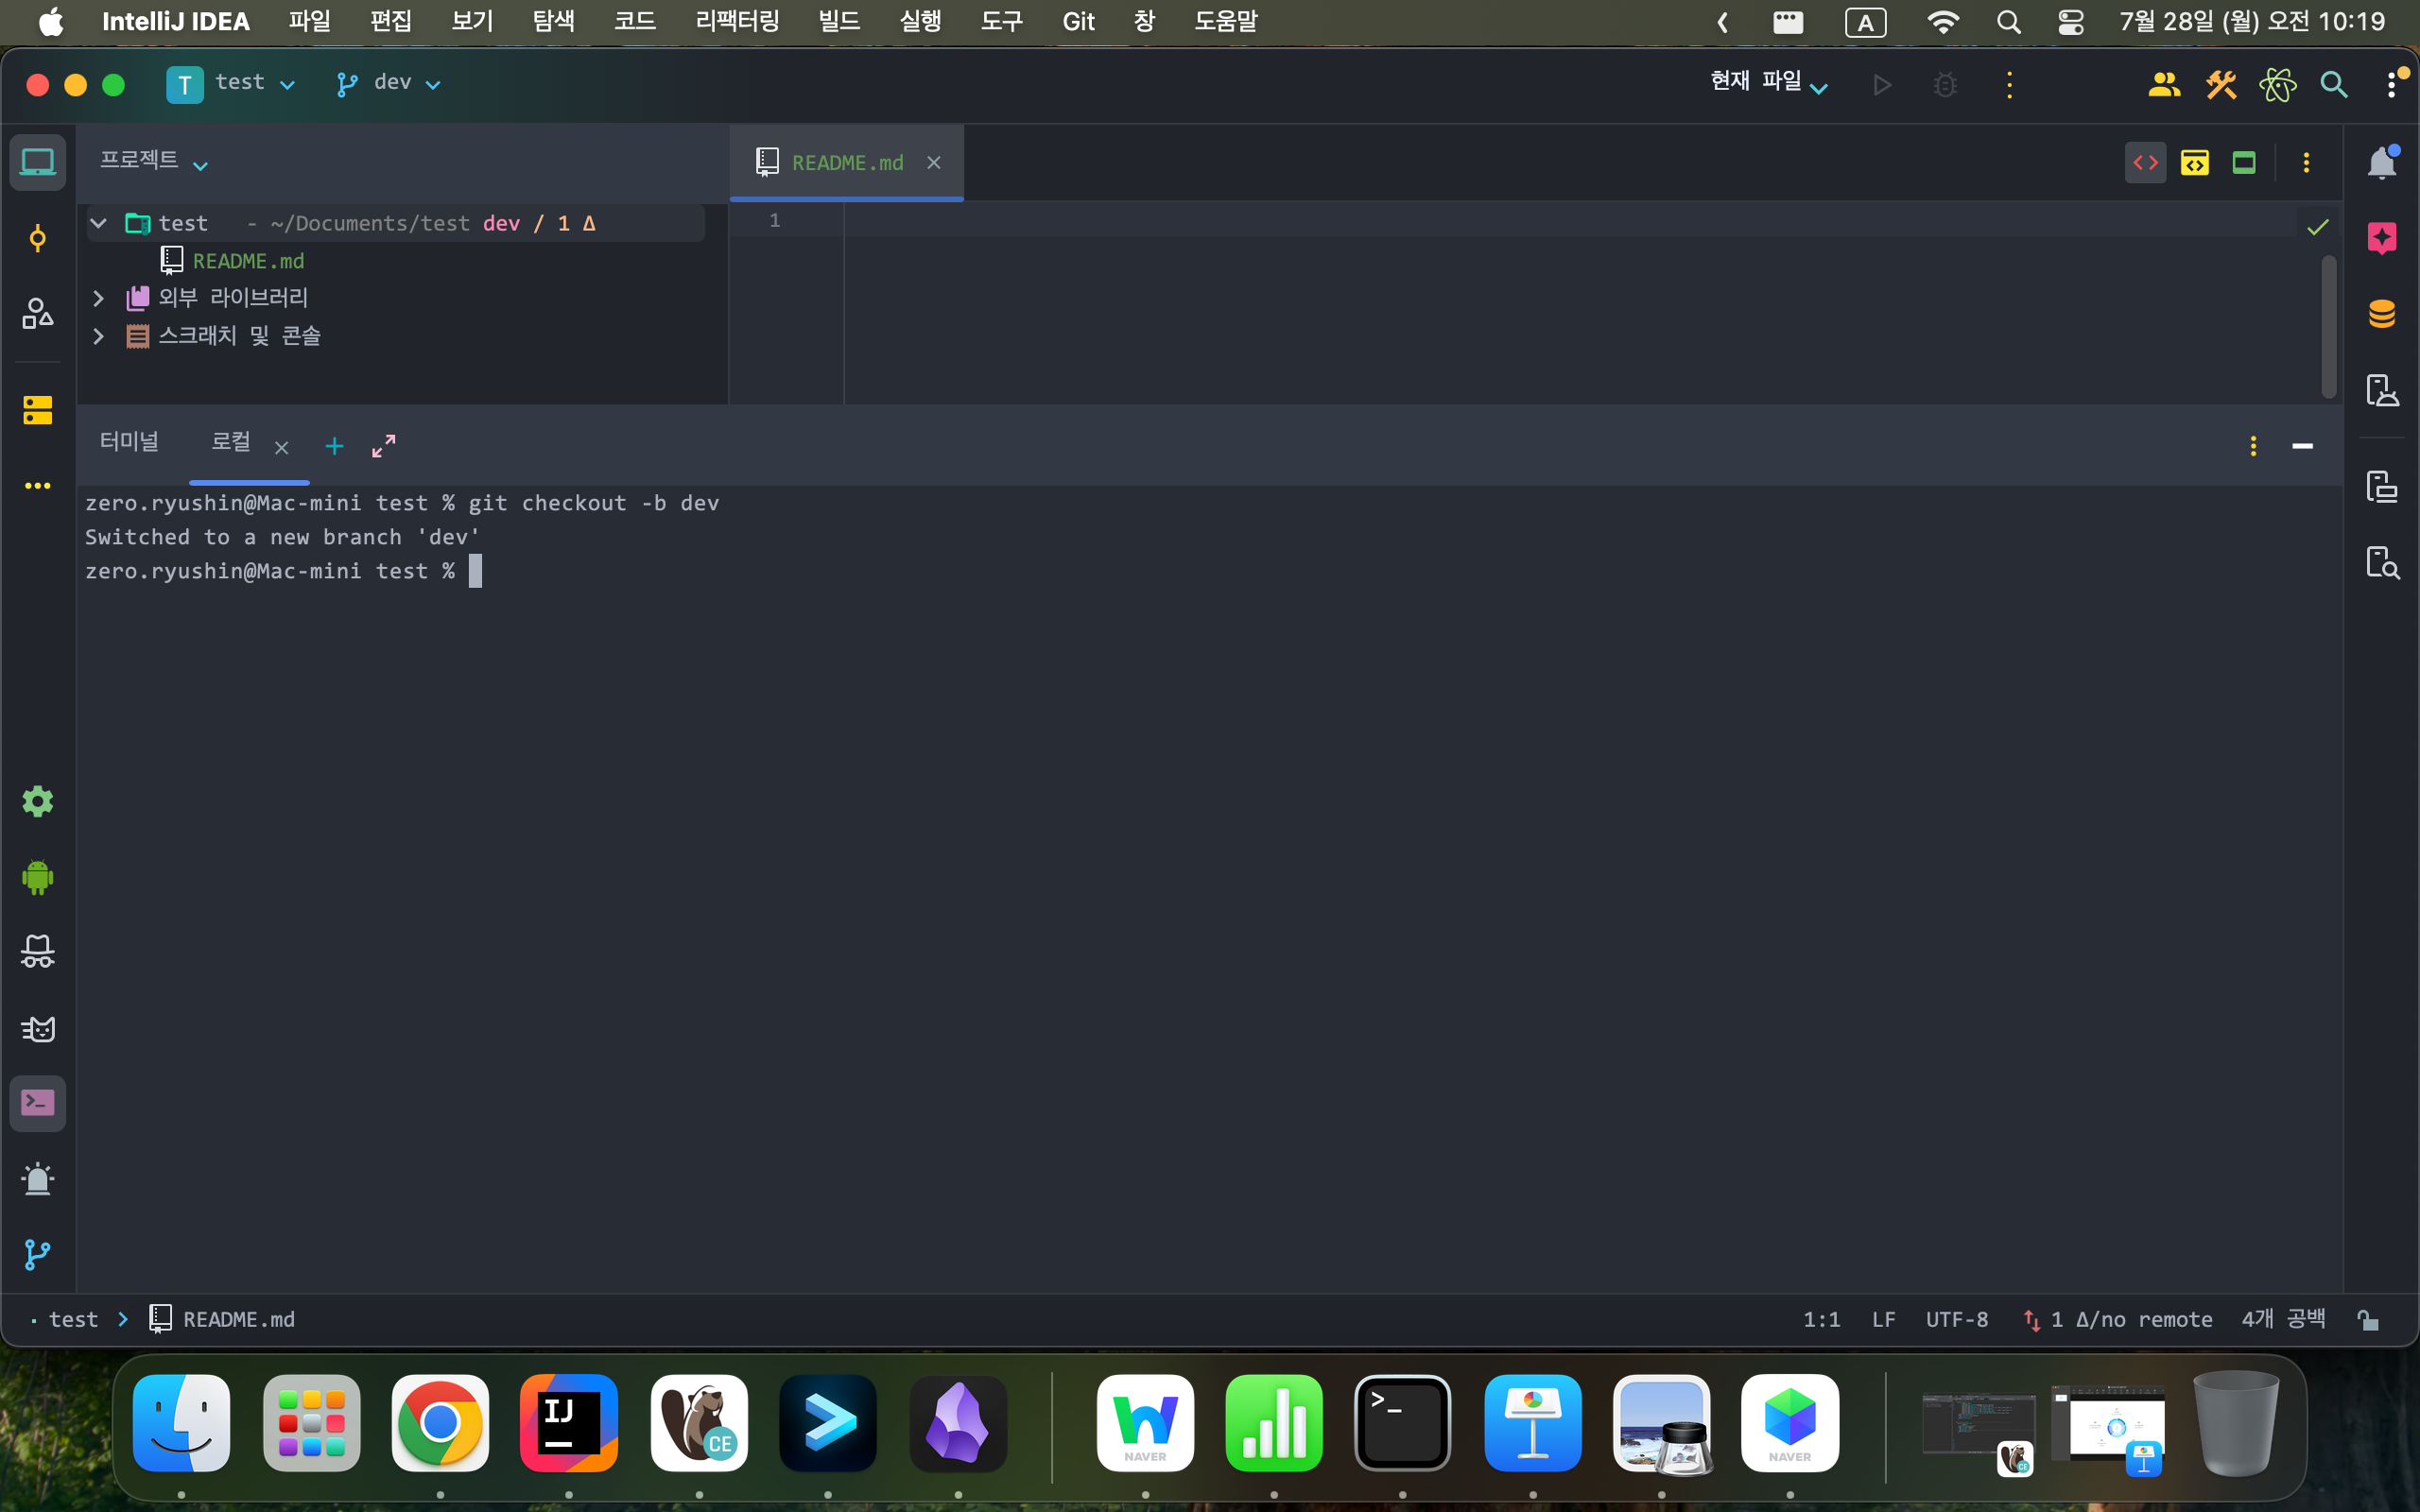 IntelliJ IDEA 파일 편집 보기 탐색 코드 리팩터링 빌드 실행 도구 Git 창 도움말 A 7월 28일 (월) 오전 10:19
T test dev 현재 파일
프로젝트
README.md
test - ~/Documents/test dev / 1 Δ
1
README.md
외부 라이브러리
스크래치 및 콘솔
터미널 로컬
zero.ryushin@Mac-mini test % git checkout -b dev
Switched to a new branch 'dev'
zero.ryushin@Mac-mini test %
test README.md 1:1 LF UTF-8 1 Δ/no remote 4개 공백
IJ
CE
NAVER
>_
NAVER
CE